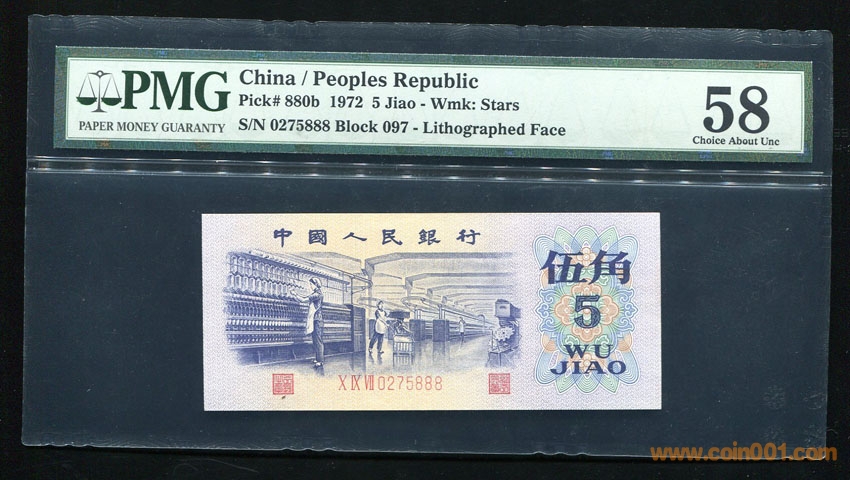 PMG
PAPER MONEY GUARANTY
China / Peoples Republic
Pick# 880b 1972 5 Jiao - Wmk: Stars
S/N 0275888 Block 097 - Lithographed Face
58
Choice About Unc
中國人民銀行
伍角
5
WU
JIAO
X IX VII 0275888
www.coin001.com